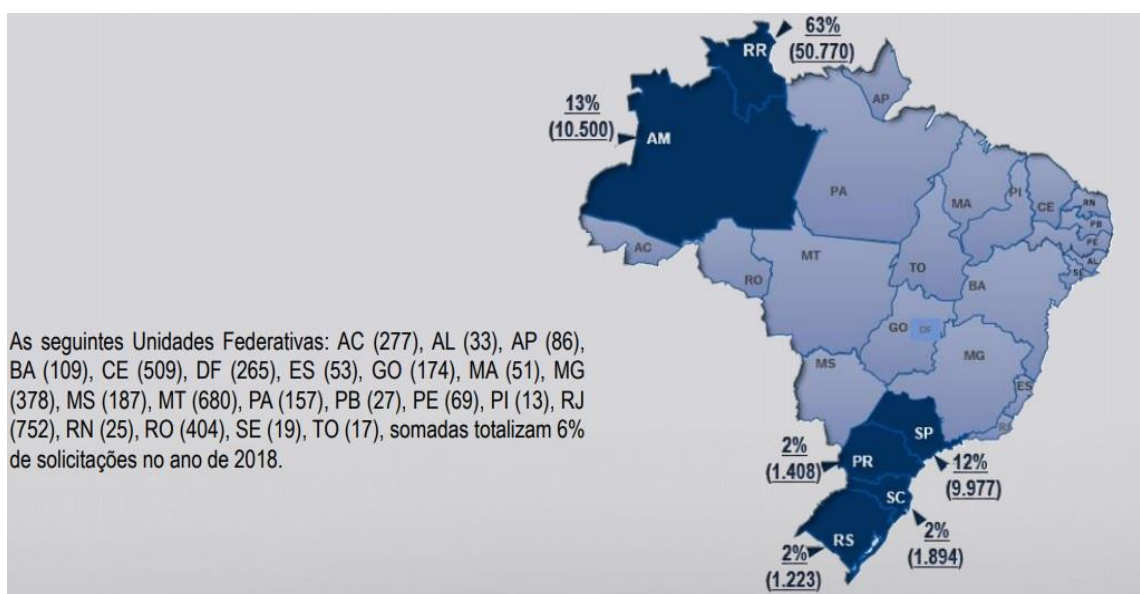 63%
(50.770)
RR
13%
(10.500)
AM
AP
PA
MA
PI
CE
RN
PB
PE
AL
SE
AC
RO
MT
TO
BA
GO
DF
MG
ES
MS
RJ
As seguintes Unidades Federativas: AC (277), AL (33), AP (86),
BA (109), CE (509), DF (265), ES (53), GO (174), MA (51), MG
(378), MS (187), MT (680), PA (157), PB (27), PE (69), PI (13), RJ
(752), RN (25), RO (404), SE (19), TO (17), somadas totalizam 6%
de solicitações no ano de 2018.
SP
12%
(9.977)
2%
(1.408)
PR
SC
2%
(1.894)
RS
2%
(1.223)